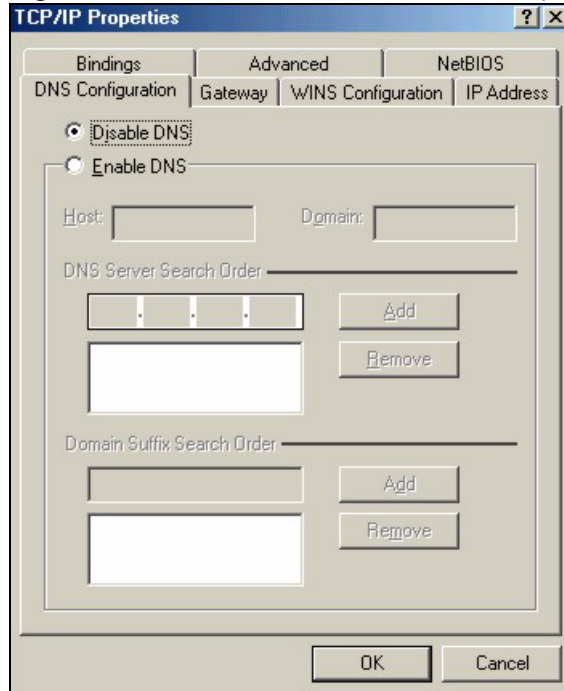 TCP/IP Properties
Bindings Advanced NetBIOS
DNS Configuration Gateway WINS Configuration IP Address
Disable DNS
Enable DNS
Host: Domain:
DNS Server Search Order
Add
Remove
Domain Suffix Search Order
Add
Remove
OK Cancel